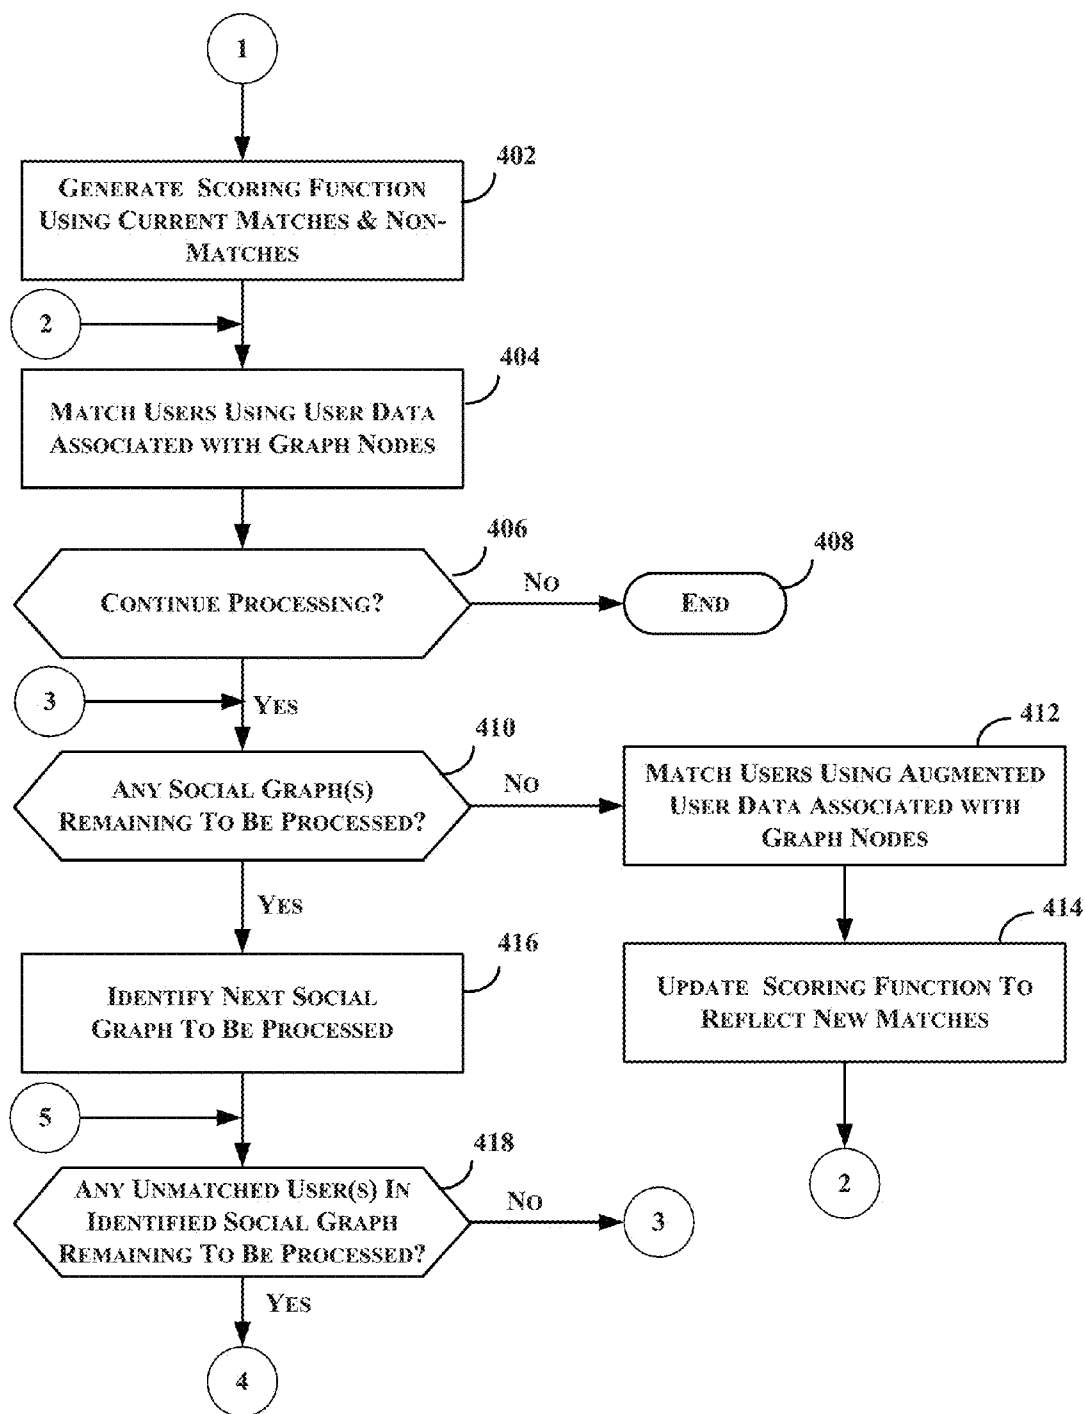 1
402
GENERATE SCORING FUNCTION
USING CURRENT MATCHES & NON-
MATCHES
2
404
MATCH USERS USING USER DATA
ASSOCIATED WITH GRAPH NODES
406
408
CONTINUE PROCESSING?
NO
END
3
YES
410
412
ANY SOCIAL GRAPH(S)
REMAINING TO BE PROCESSED?
NO
MATCH USERS USING AUGMENTED
USER DATA ASSOCIATED WITH
GRAPH NODES
YES
414
416
IDENTIFY NEXT SOCIAL
GRAPH TO BE PROCESSED
UPDATE SCORING FUNCTION TO
REFLECT NEW MATCHES
5
418
2
ANY UNMATCHED USER(S) IN
IDENTIFIED SOCIAL GRAPH
REMAINING TO BE PROCESSED?
NO
3
YES
4